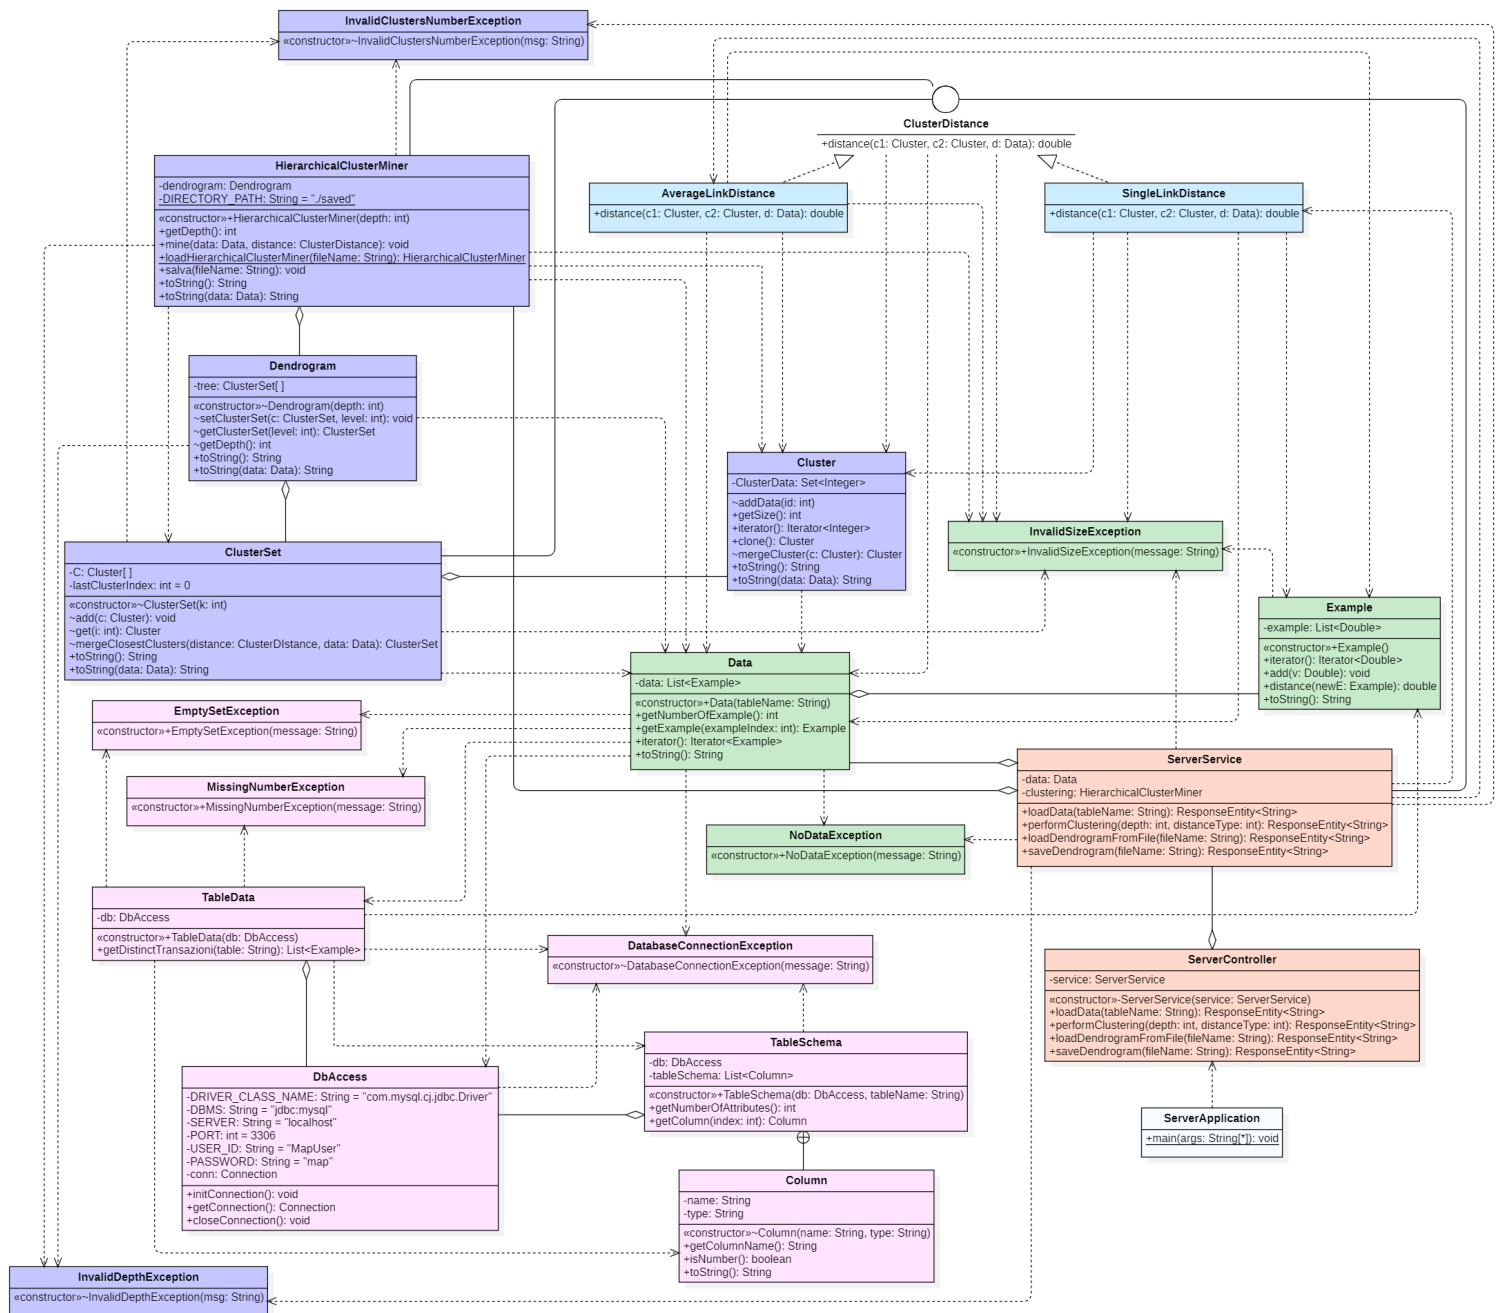 InvalidClustersNumberException
«constructor»~InvalidClustersNumberException(msg: String)
ClusterDistance
+distance(c1: Cluster, c2: Cluster, d: Data): double
HierarchicalClusterMiner
-dendrogram: Dendrogram
-DIRECTORY_PATH: String = "./saved"
«constructor»+HierarchicalClusterMiner(depth: int)
+getDepth(): int
+mine(data: Data, distance: ClusterDistance): void
+loadHierarchicalClusterMiner(fileName: String): HierarchicalClusterMiner
+salva(fileName: String): void
+toString(): String
+toString(data: Data): String
AverageLinkDistance
+distance(c1: Cluster, c2: Cluster, d: Data): double
SingleLinkDistance
+distance(c1: Cluster, c2: Cluster, d: Data): double
Dendrogram
-tree: ClusterSet[ ]
«constructor»~Dendrogram(depth: int)
~setClusterSet(c: ClusterSet, level: int): void
~getClusterSet(level: int): ClusterSet
~getDepth(): int
+toString(): String
+toString(data: Data): String
Cluster
-ClusterData: Set<Integer>
~addData(id: int)
+getSize(): int
+iterator(): Iterator<Integer>
+clone(): Cluster
~mergeCluster(c: Cluster): Cluster
+toString(): String
+toString(data: Data): String
InvalidSizeException
«constructor»+InvalidSizeException(message: String)
ClusterSet
-C: Cluster[ ]
-lastClusterIndex: int = 0
«constructor»~ClusterSet(k: int)
~add(c: Cluster): void
~get(i: int): Cluster
~mergeClosestClusters(distance: ClusterDIstance, data: Data): ClusterSet
+toString(): String
+toString(data: Data): String
Example
-example: List<Double>
«constructor»+Example()
+iterator(): Iterator<Double>
+add(v: Double): void
+distance(newE: Example): double
+toString(): String
Data
-data: List<Example>
«constructor»+Data(tableName: String)
+getNumberOfExample(): int
+getExample(exampleIndex: int): Example
+iterator(): Iterator<Example>
+toString(): String
EmptySetException
«constructor»+EmptySetException(message: String)
MissingNumberException
«constructor»+MissingNumberException(message: String)
ServerService
-data: Data
-clustering: HierarchicalClusterMiner
+loadData(tableName: String): ResponseEntity<String>
+performClustering(depth: int, distanceType: int): ResponseEntity<String>
+loadDendrogramFromFile(fileName: String): ResponseEntity<String>
+saveDendrogram(fileName: String): ResponseEntity<String>
NoDataException
«constructor»+NoDataException(message: String)
TableData
-db: DbAccess
«constructor»+TableData(db: DbAccess)
+getDistinctTransazioni(table: String): List<Example>
DatabaseConnectionException
«constructor»~DatabaseConnectionException(message: String)
ServerController
-service: ServerService
«constructor»-ServerService(service: ServerService)
+loadData(tableName: String): ResponseEntity<String>
+performClustering(depth: int, distanceType: int): ResponseEntity<String>
+loadDendrogramFromFile(fileName: String): ResponseEntity<String>
+saveDendrogram(fileName: String): ResponseEntity<String>
TableSchema
-db: DbAccess
-tableSchema: List<Column>
«constructor»+TableSchema(db: DbAccess, tableName: String)
+getNumberOfAttributes(): int
+getColumn(index: int): Column
DbAccess
-DRIVER_CLASS_NAME: String = "com.mysql.cj.jdbc.Driver"
-DBMS: String = "jdbc:mysql"
-SERVER: String = "localhost"
-PORT: int = 3306
-USER_ID: String = "MapUser"
-PASSWORD: String = "map"
-conn: Connection
+initConnection(): void
+getConnection(): Connection
+closeConnection(): void
ServerApplication
+main(args: String[*]): void
Column
-name: String
-type: String
«constructor»~Column(name: String, type: String)
+getColumnName(): String
+isNumber(): boolean
+toString(): String
InvalidDepthException
«constructor»~InvalidDepthException(msg: String)